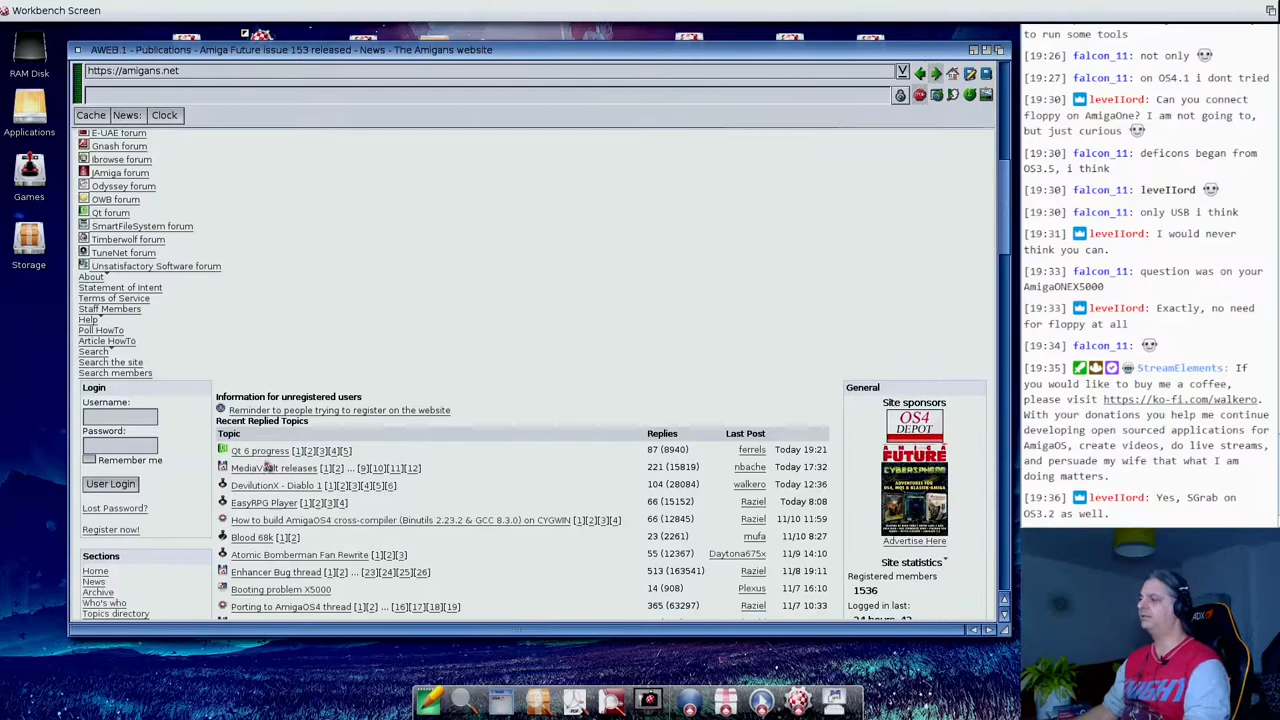 Workbench Screen
RAM Disk
Applications
Games
Storage
AWEB.1 - Publications - Amiga Future issue 153 released - News - The Amigans website
https://amigans.net
V
Cache
News:
Clock
E-UAE forum
Gnash forum
Ibrowse forum
JAmiga forum
Odyssey forum
OWB forum
Qt forum
SmartFileSystem forum
Timberwolf forum
TuneNet forum
Unsatisfactory Software forum
About
Statement of Intent
Terms of Service
Staff Members
Help
Poll HowTo
Article HowTo
Search
Search the site
Search members
Login
Username:
Password:
Remember me
User Login
Lost Password?
Register now!
Sections
Home
News
Archive
Who's who
Topics directory
Information for unregistered users
Reminder to people trying to register on the website
Recent Replied Topics
Topic Replies Last Post
Qt 6 progress [1][2][3][4][5] 87 (8940) ferrels Today 19:21
MediaVault releases [1][2] ... [9][10][11][12] 221 (15819) nbache Today 17:32
DevilutionX - Diablo 1 [1][2][3][4][5][6] 104 (28084) walkero Today 12:36
EasyRPG Player [1][2][3][4] 66 (15152) Raziel Today 8:08
How to build AmigaOS4 cross-compiler (Binutils 2.23.2 & GCC 8.3.0) on CYGWIN [1][2][3][4] 66 (12845) Raziel 11/10 11:59
Blood 68k [1][2] 23 (2261) mufa 11/10 8:27
Atomic Bomberman Fan Rewrite [1][2][3] 55 (12367) Daytona675x 11/9 14:10
Enhancer Bug thread [1][2] ... [23][24][25][26] 513 (163541) Raziel 11/8 19:11
Booting problem X5000 14 (908) Plexus 11/7 16:10
Porting to AmigaOS4 thread [1][2] ... [16][17][18][19] 365 (63297) Raziel 11/7 10:33
General
Site sponsors
OS4
DEPOT
AMIGA
FUTURE
CYBERSPHERE
ADVENTURES FOR
Advertise Here
Site statistics
Registered members
1536
Logged in last:
24 hours, 42
to run some tools
[19:26] falcon_11: not only
[19:27] falcon_11: on OS4.1 i dont tried
[19:30] leveIIord: Can you connect
floppy on AmigaOne? I am not going to,
but just curious
[19:30] falcon_11: deficons began from
OS3.5, i think
[19:30] falcon_11: leveIIord
[19:30] falcon_11: only USB i think
[19:31] leveIIord: I would never
think you can.
[19:33] falcon_11: question was on your
AmigaONEX5000
[19:33] leveIIord: Exactly, no need
for floppy at all
[19:34] falcon_11:
[19:35] StreamElements: If
you would like to buy me a coffee,
please visit https://ko-fi.com/walkero.
With your donations you help me continue
developing open sourced applications for
AmigaOS, create videos, do live streams,
and persuade my wife that what I am
doing matters.
[19:36] leveIIord: Yes, SGrab on
OS3.2 as well.
PDF